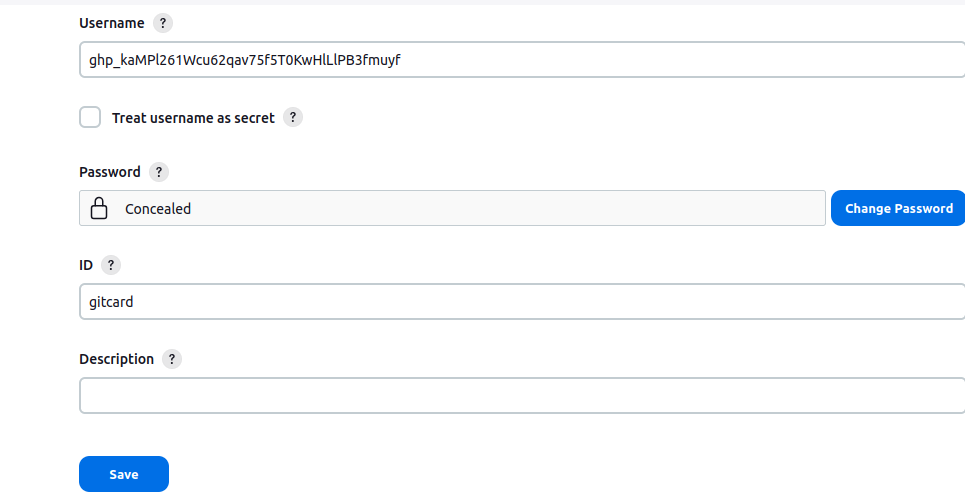 Username ?
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
Treat username as secret ?
Password ?
Concealed
Change Password
ID ?
gitcard
Description ?
Save